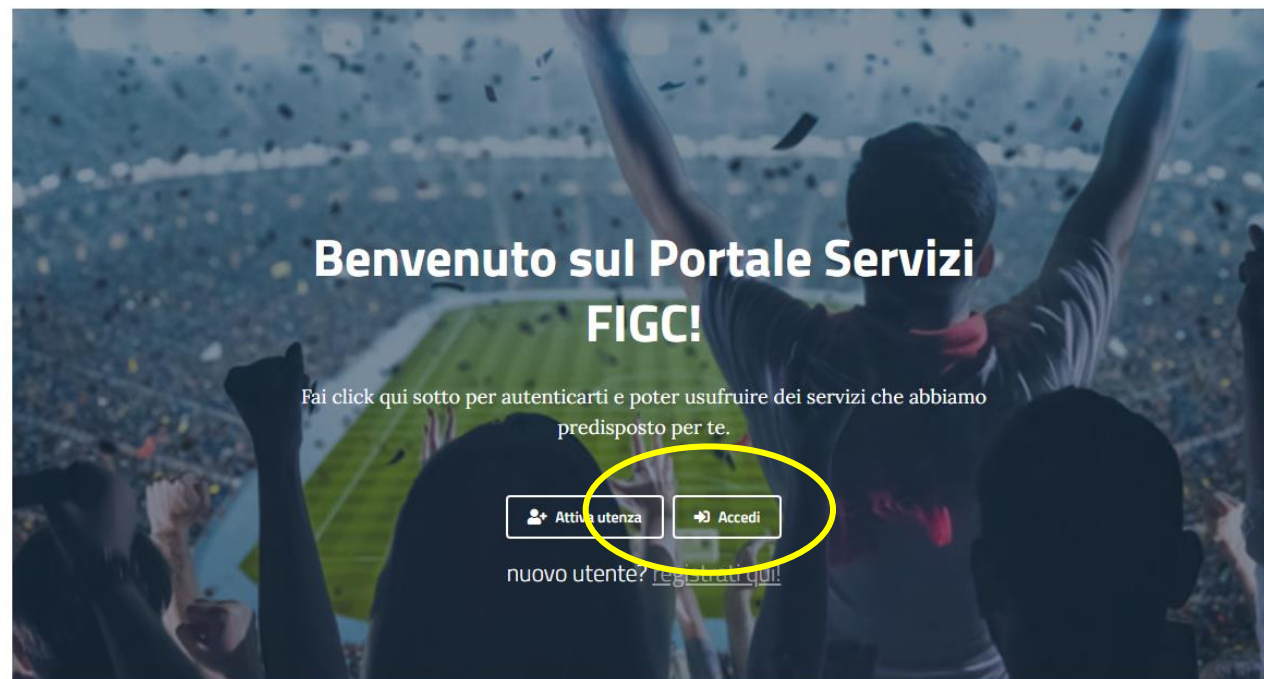 Benvenuto sul Portale Servizi
FIGC!
Fai click qui sotto per autenticarti e poter usufruire dei servizi che abbiamo
predisposto per te.
Attiva utenza
Accedi
nuovo utente? registrati qui!